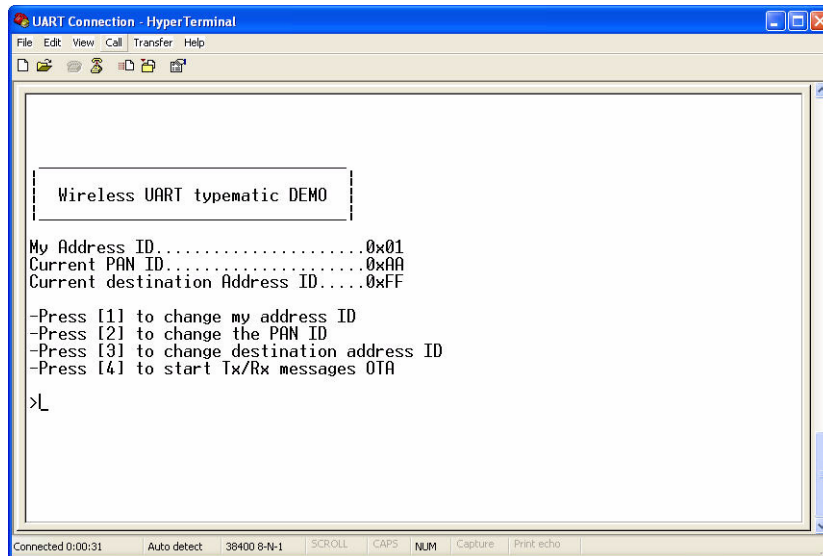 UART Connection - HyperTerminal
File Edit View Call Transfer Help
Wireless UART typematic DEMO
My Address ID......................0x01
Current PAN ID.....................0xAA
Current destination Address ID.....0xFF
-Press [1] to change my address ID
-Press [2] to change the PAN ID
-Press [3] to change destination address ID
-Press [4] to start Tx/Rx messages OTA
>_
Connected 0:00:31 Auto detect 38400 8-N-1 SCROLL CAPS NUM Capture Print echo